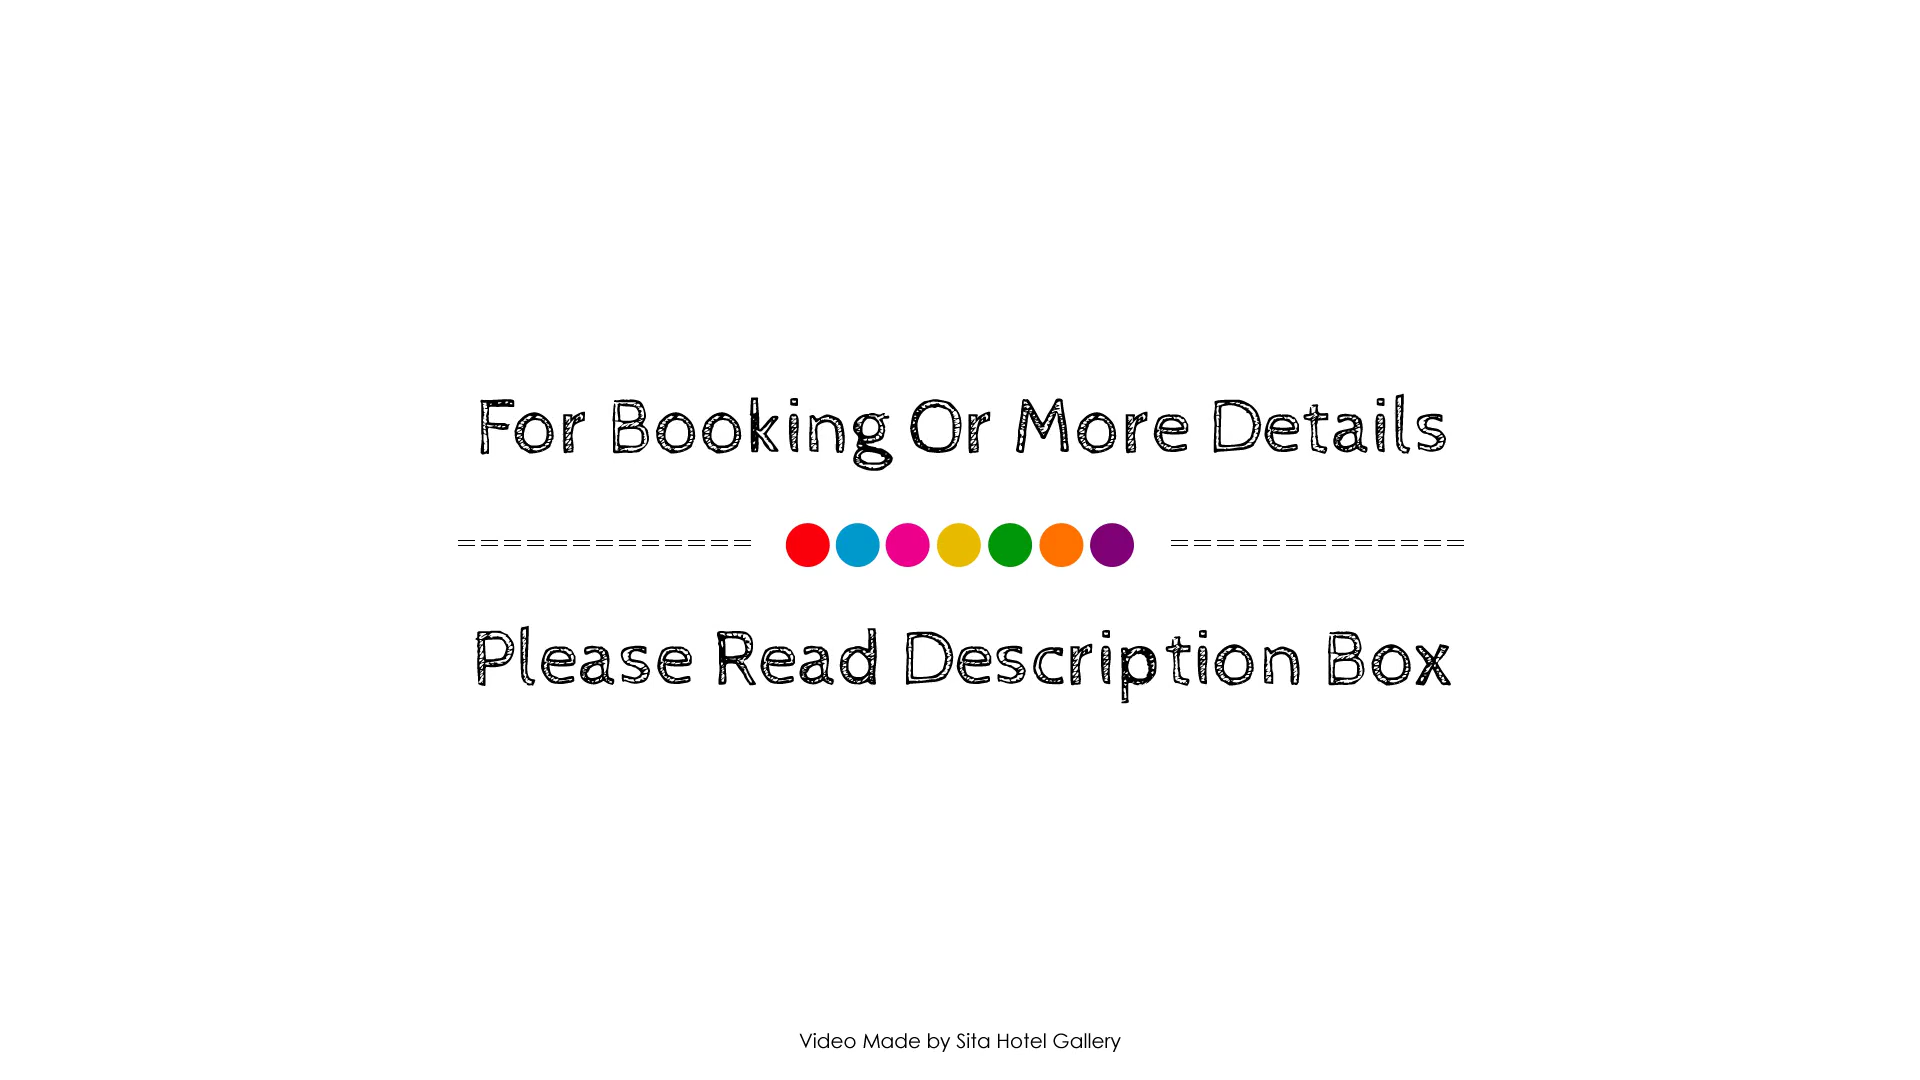 For Booking Or More Details
============= =============
Please Read Description Box
Video Made by Sita Hotel Gallery